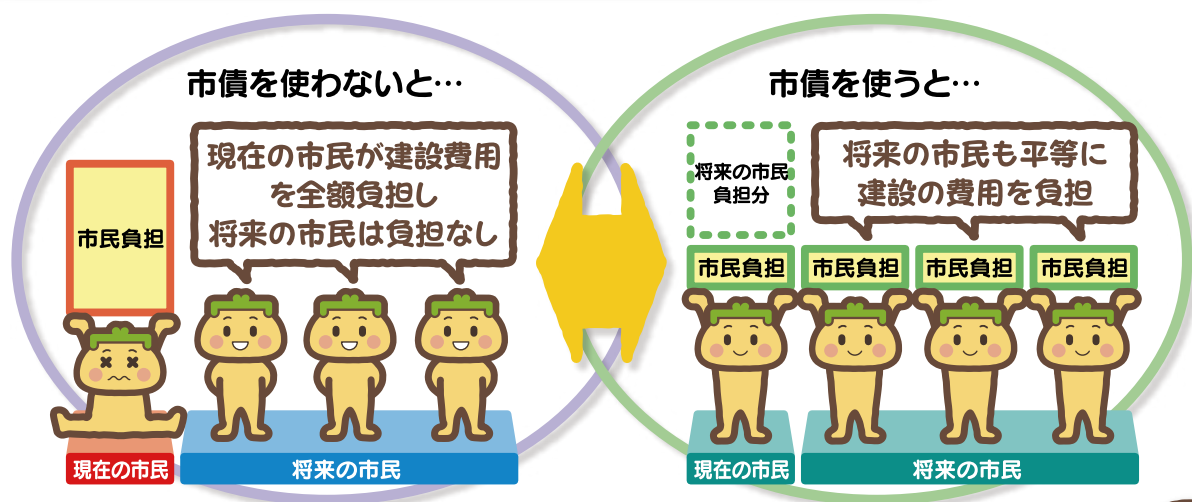 市債を使わないと…
現在の市民が建設費用
を全額負担し
将来の市民は負担なし
市民負担
現在の市民
将来の市民
市債を使うと…
将来の市民
負担分
将来の市民も平等に
建設の費用を負担
市民負担
市民負担
市民負担
市民負担
現在の市民
将来の市民